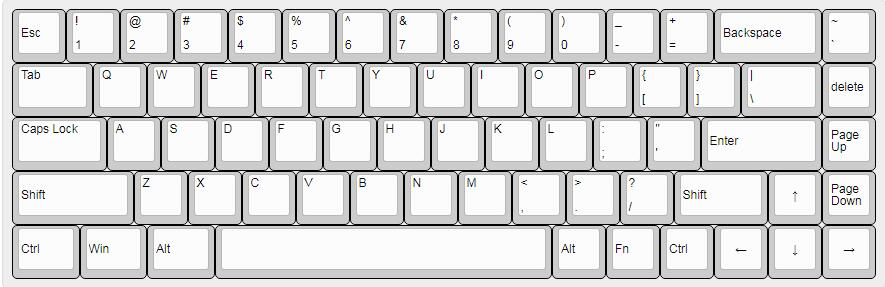 Esc ! @ # $ % ^ & * ( ) _ + Backspace ~
1 2 3 4 5 6 7 8 9 0 - = `
Tab Q W E R T Y U I O P { } | delete
[ ] \
Caps Lock A S D F G H J K L : " Enter Page Up
; '
Shift Z X C V B N M < > ? Shift ↑ Page Down
, . /
Ctrl Win Alt Alt Fn Ctrl ← ↓ →